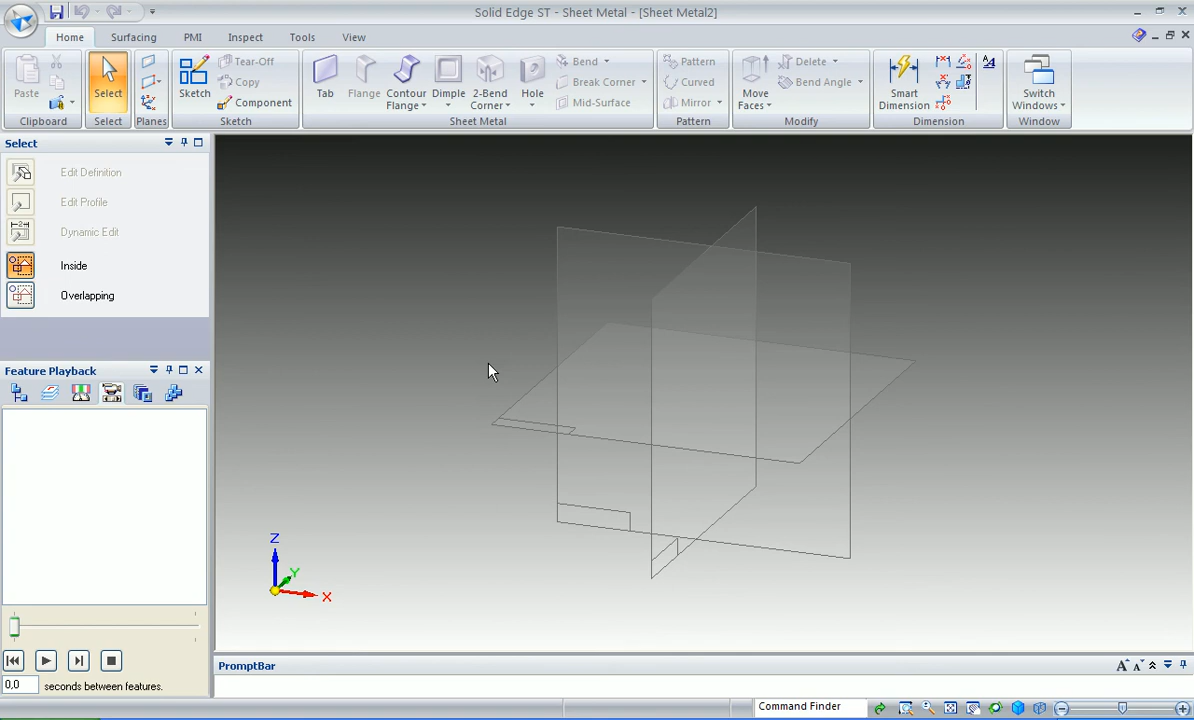 Solid Edge ST - Sheet Metal - [Sheet Metal2]
Home Surfacing PMI Inspect Tools View
Paste
Clipboard
Select
Select
Planes
Sketch
Tear-Off
Copy
Component
Sketch
Tab
Flange
Contour Flange
Dimple
2-Bend Corner
Hole
Bend
Break Corner
Mid-Surface
Sheet Metal
Pattern
Curved
Mirror
Pattern
Move Faces
Delete
Bend Angle
Modify
Smart Dimension
Dimension
Switch Windows
Window
Select
Edit Definition
Edit Profile
Dynamic Edit
Inside
Overlapping
Feature Playback
0,0 seconds between features.
Z
Y
X
PromptBar
Command Finder